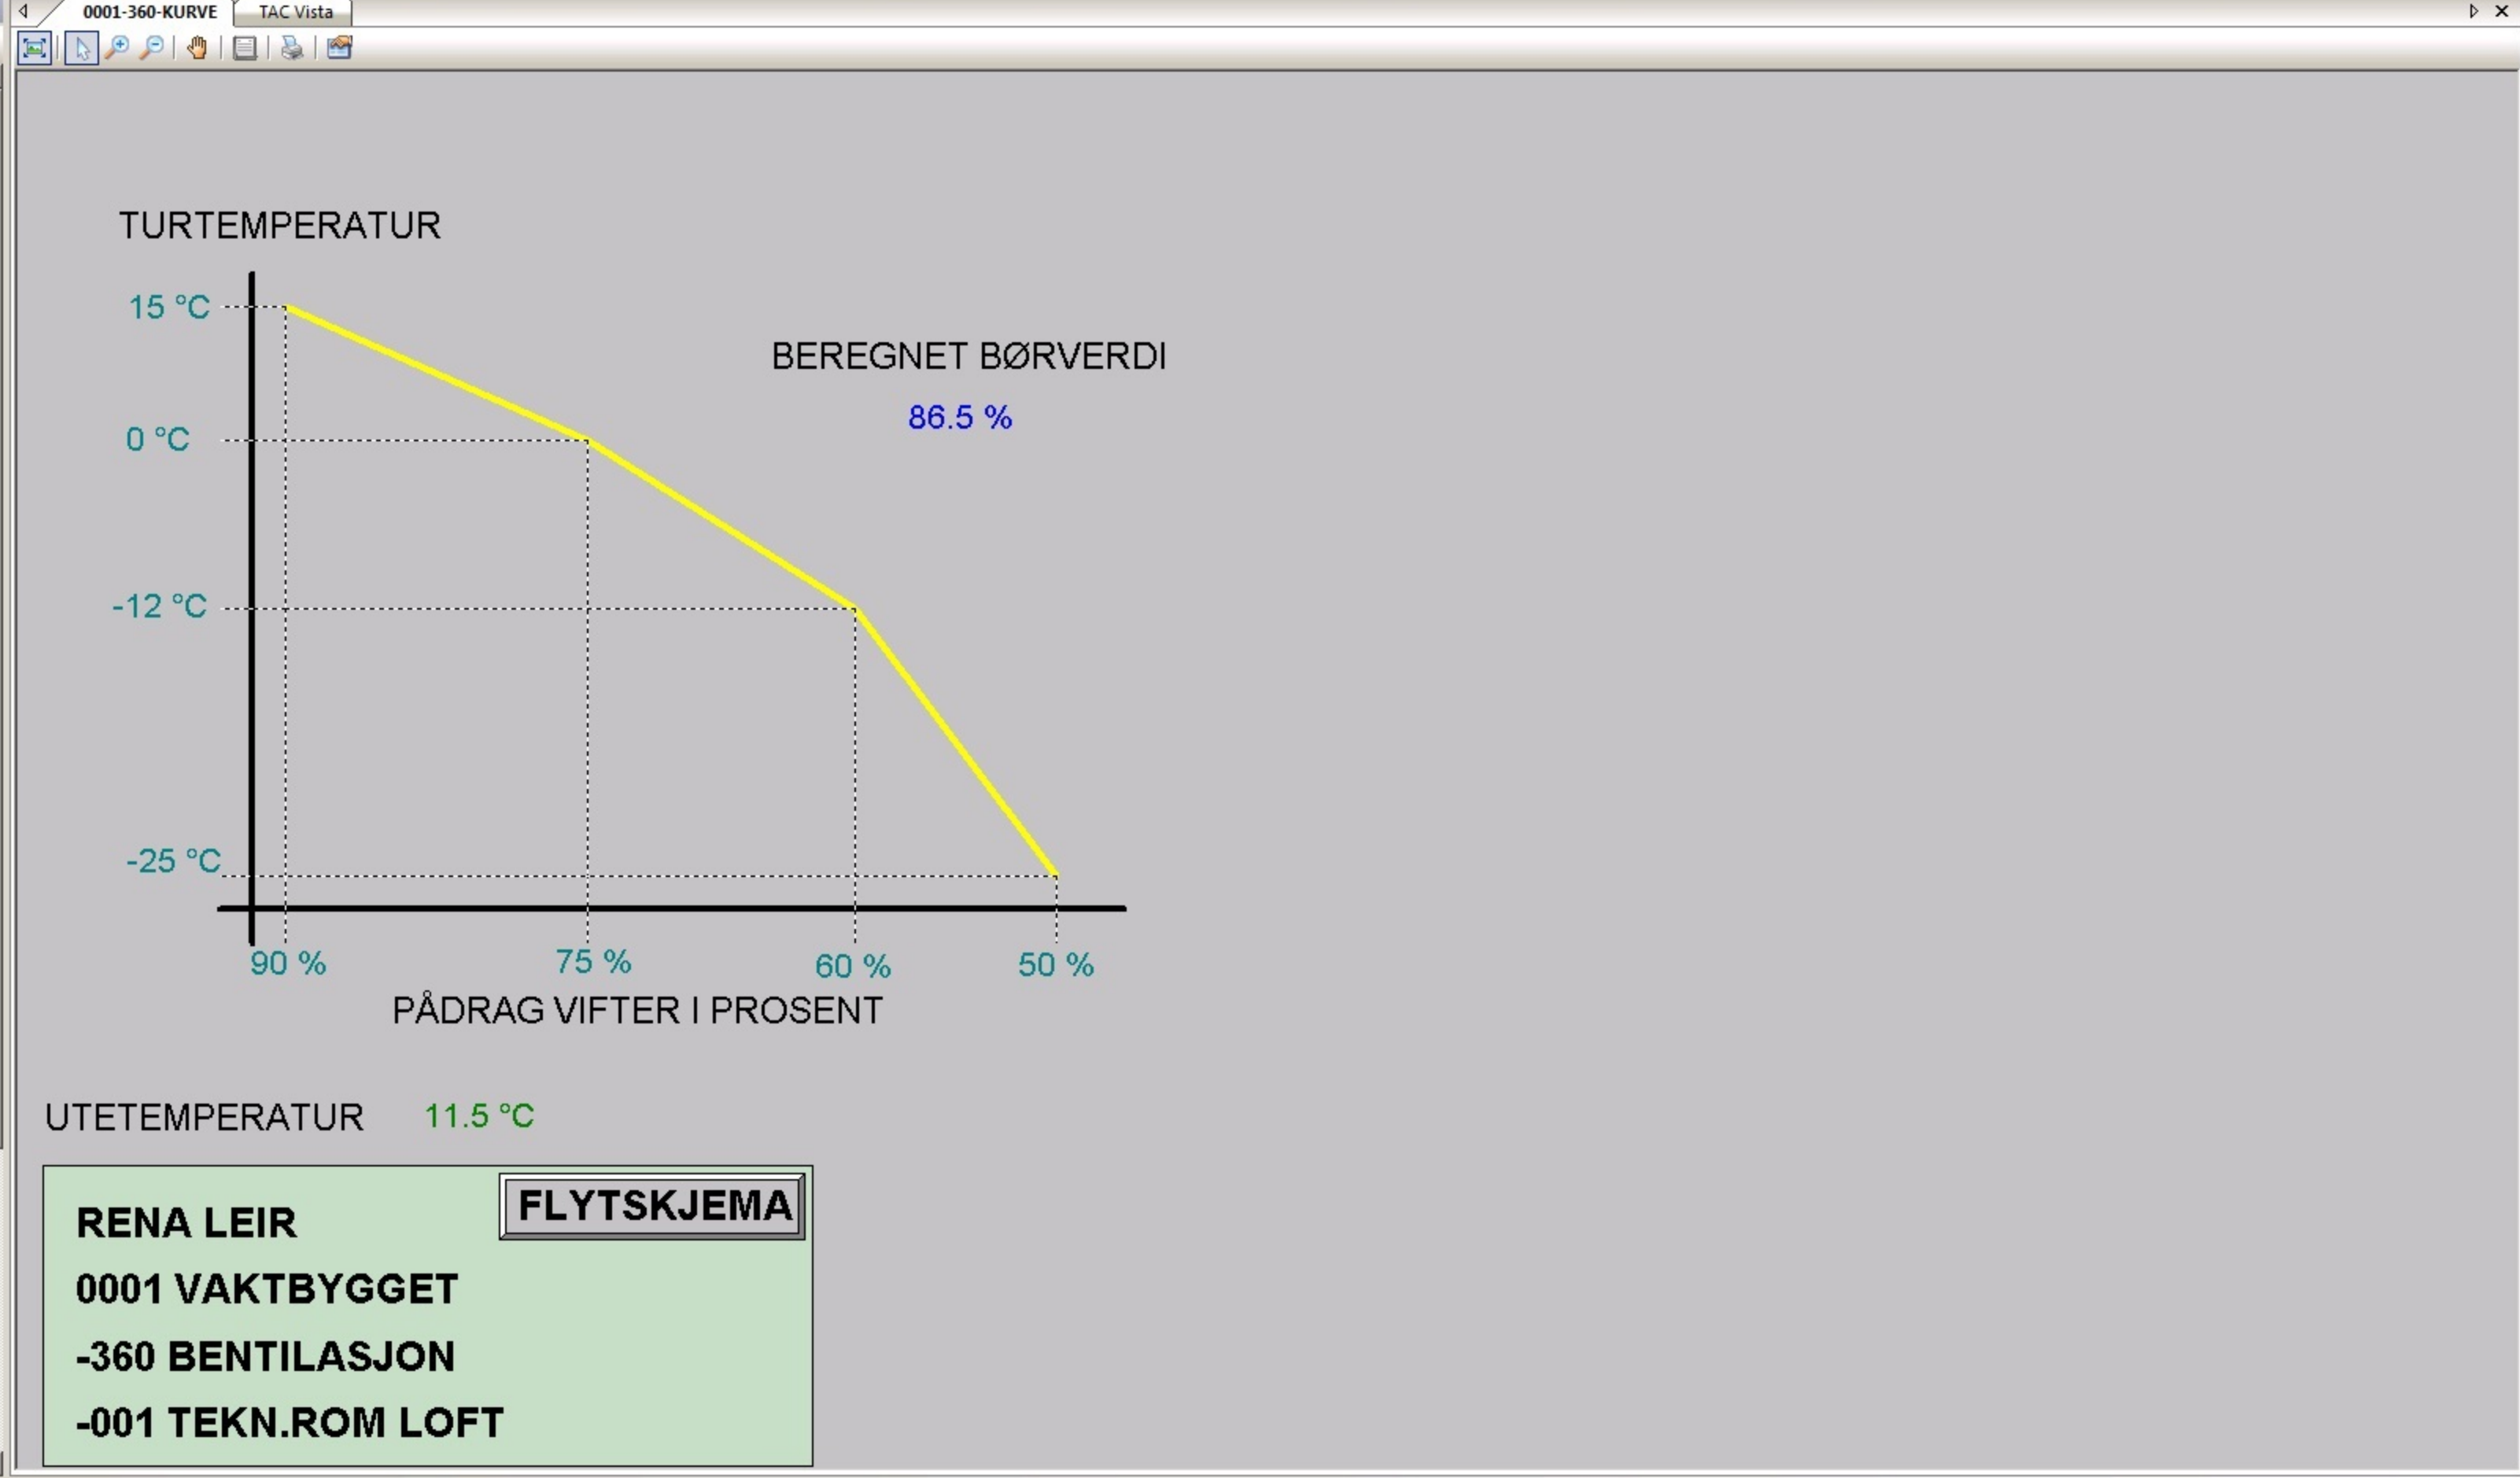 0001-360-KURVE TAC Vista
TURTEMPERATUR
15 °C
BEREGNET BØRVERDI
86.5 %
0 °C
-12 °C
-25 °C
90 % 75 % 60 % 50 %
PÅDRAG VIFTER I PROSENT
UTETEMPERATUR 11.5 °C
FLYTSKJEMA
RENA LEIR
0001 VAKTBYGGET
-360 BENTILASJON
-001 TEKN.ROM LOFT